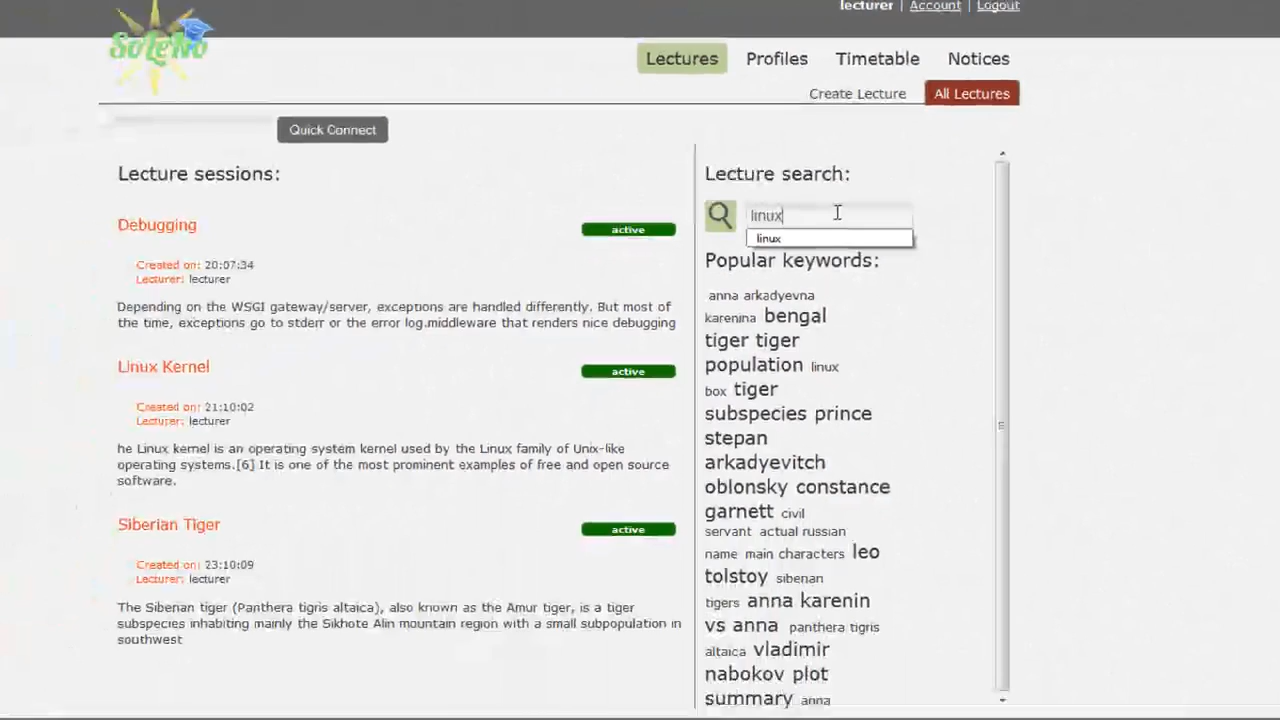 lecturer | Account | Logout
SoLeNo
Lectures Profiles Timetable Notices
Create Lecture All Lectures
Quick Connect
Lecture sessions:
Debugging
active
Created on: 20:07:34
Lecturer: lecturer
Depending on the WSGI gateway/server, exceptions are handled differently. But most of
the time, exceptions go to stderr or the error log.middleware that renders nice debugging
Linux Kernel
active
Created on: 21:10:02
Lecturer: lecturer
he Linux kernel is an operating system kernel used by the Linux family of Unix-like
operating systems.[6] It is one of the most prominent examples of free and open source
software.
Siberian Tiger
active
Created on: 23:10:09
Lecturer: lecturer
The Siberian tiger (Panthera tigris altaica), also known as the Amur tiger, is a tiger
subspecies inhabiting mainly the Sikhote Alin mountain region with a small subpopulation in
southwest
Lecture search:
linux
linux
Popular keywords:
anna arkadyevna
karenina bengal
tiger tiger
population linux
box tiger
subspecies prince
stepan
arkadyevitch
oblonsky constance
garnett civil
servant actual russian
name main characters leo
tolstoy siberian
tigers anna karenin
vs anna panthera tigris
altaica vladimir
nabokov plot
summary anna